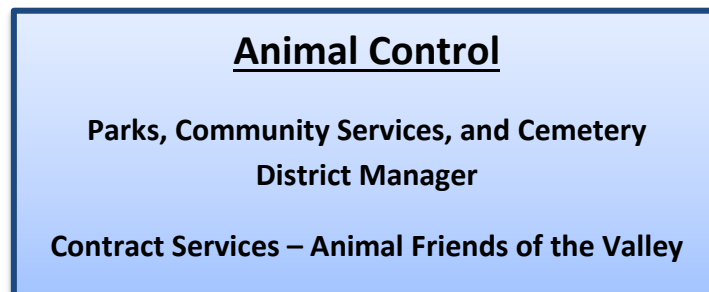 Animal Control
Parks, Community Services, and Cemetery
District Manager
Contract Services – Animal Friends of the Valley